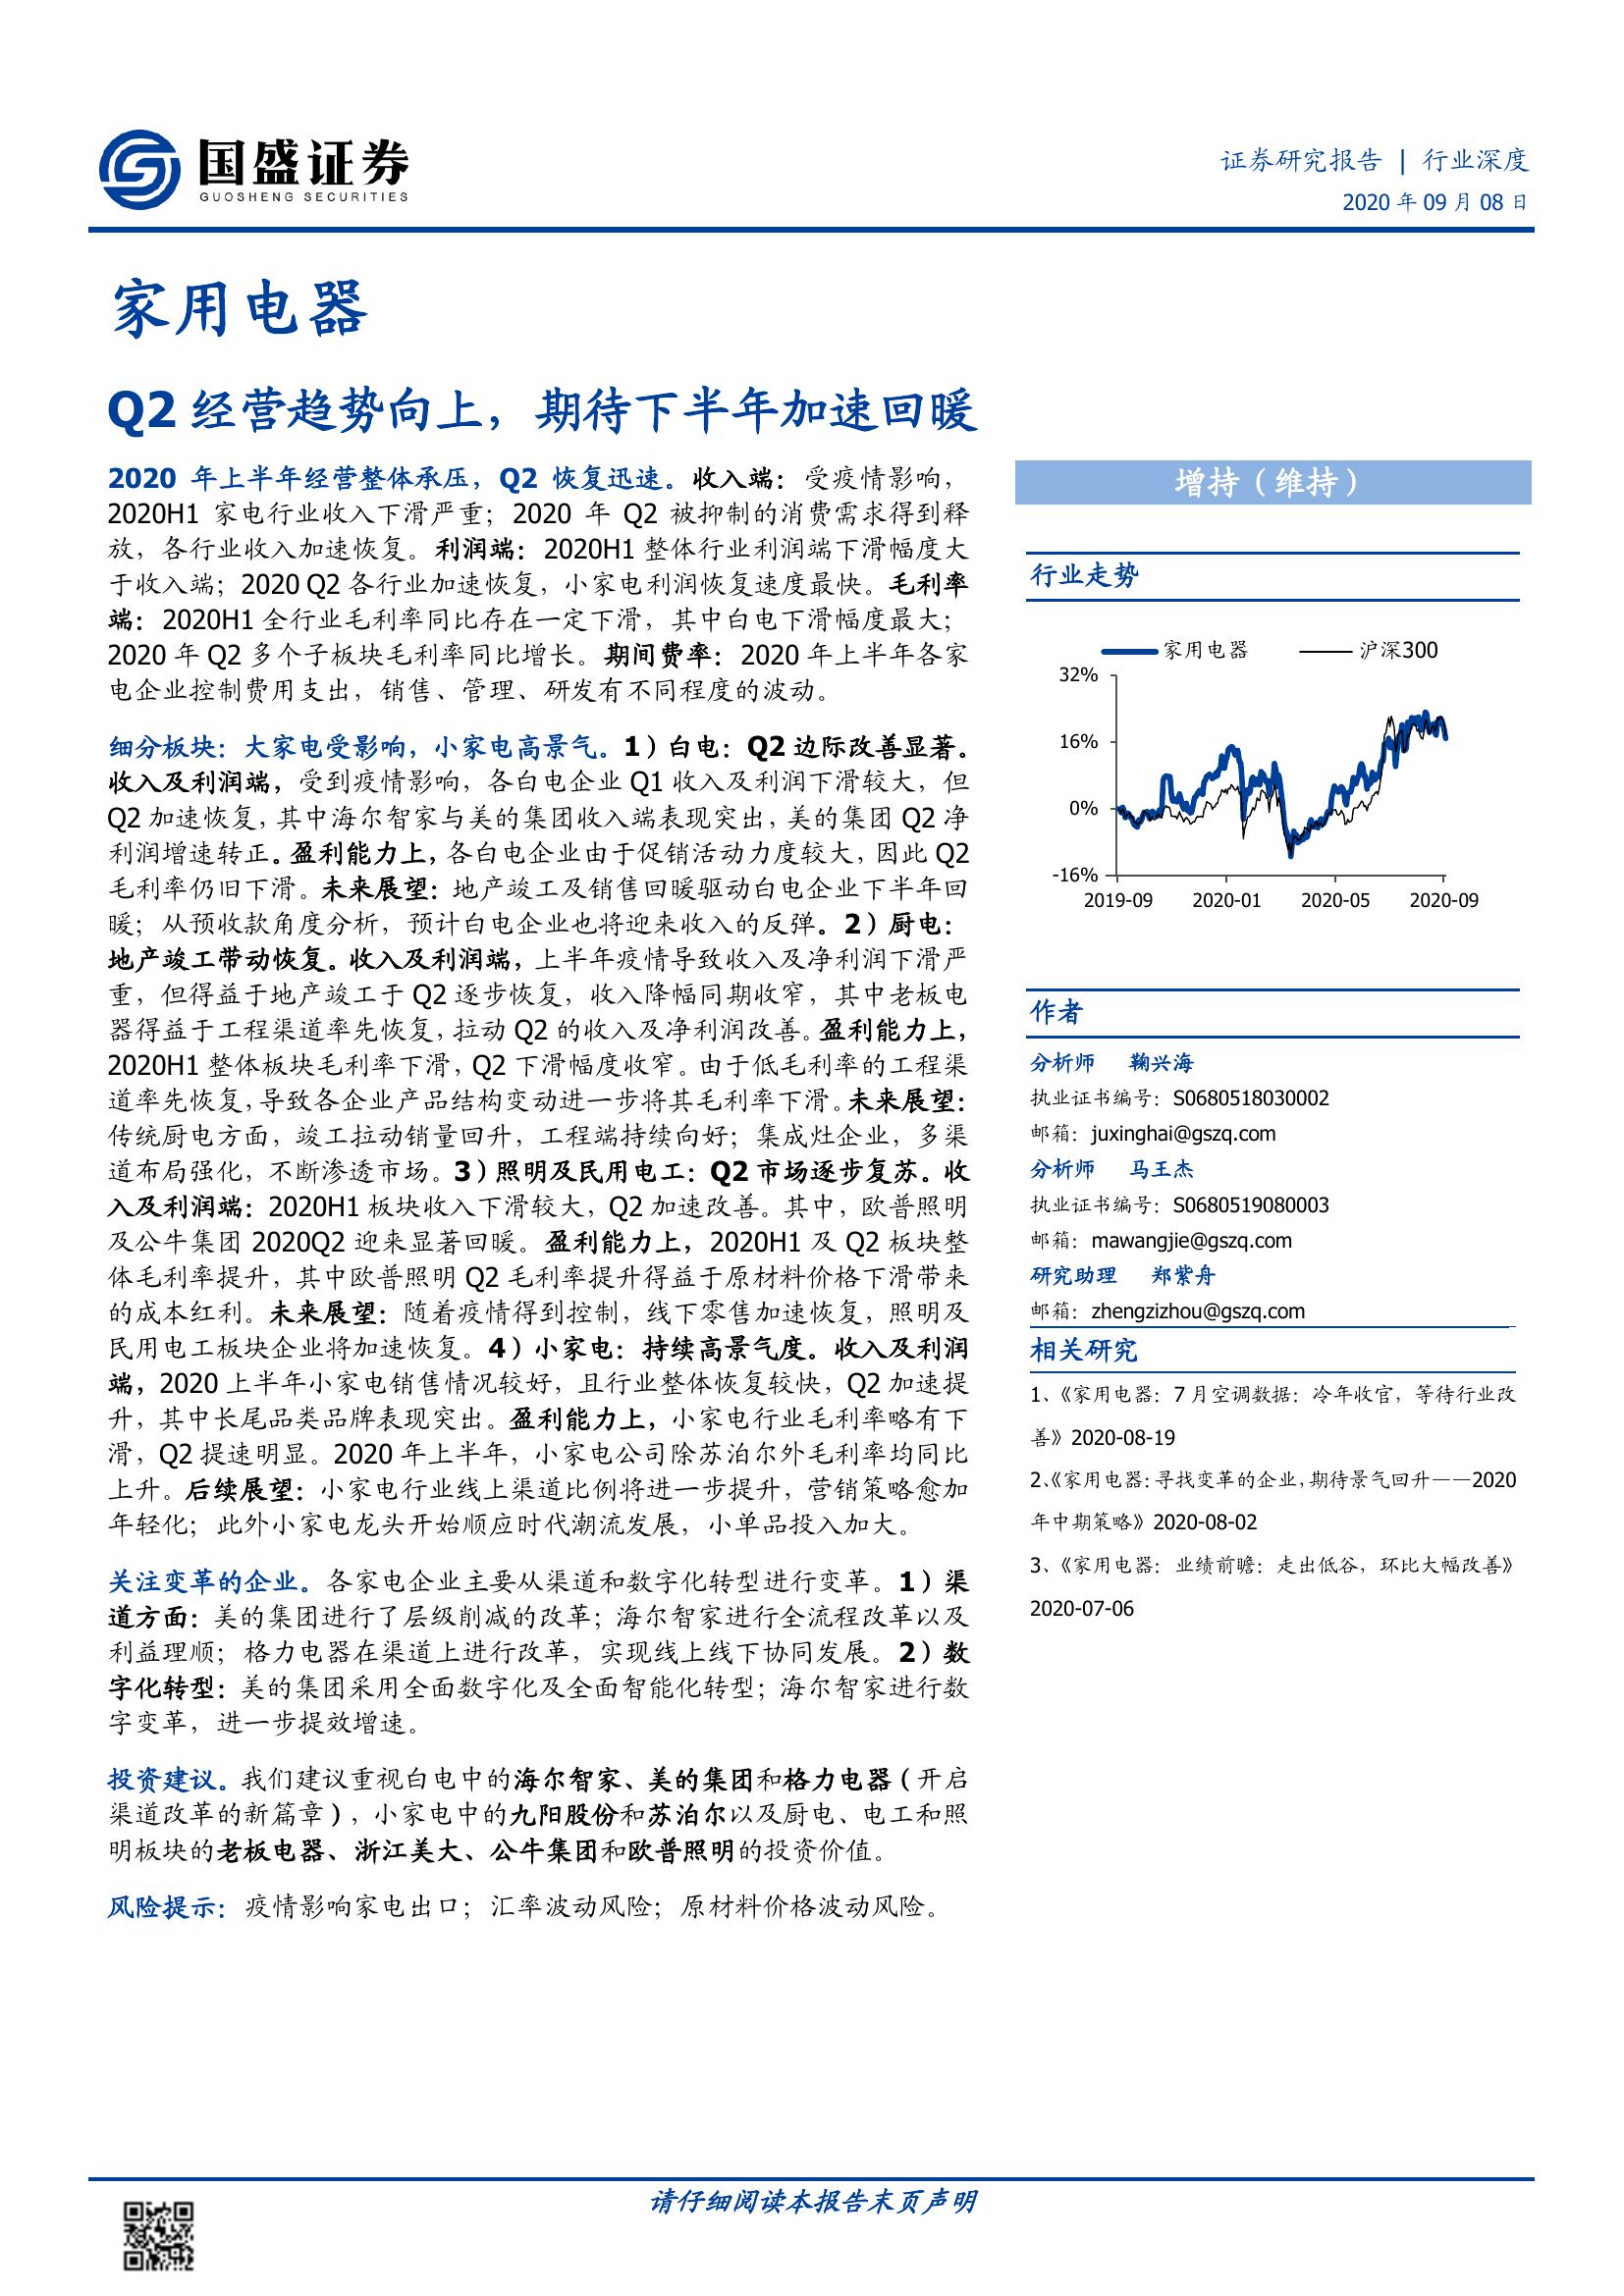 国盛证券
GUOSHENG SECURITIES
证券研究报告 | 行业深度
2020 年 09 月 08 日
家用电器
Q2 经营趋势向上，期待下半年加速回暖
2020 年上半年经营整体承压，Q2 恢复迅速。收入端：受疫情影响，
2020H1 家电行业收入下滑严重；2020 年 Q2 被抑制的消费需求得到释
放，各行业收入加速恢复。利润端：2020H1 整体行业利润端下滑幅度大
于收入端；2020 Q2 各行业加速恢复，小家电利润恢复速度最快。毛利率
端：2020H1 全行业毛利率同比存在一定下滑，其中白电下滑幅度最大；
2020 年 Q2 多个子板块毛利率同比增长。期间费率：2020 年上半年各家
电企业控制费用支出，销售、管理、研发有不同程度的波动。
细分板块：大家电受影响，小家电高景气。1）白电：Q2 边际改善显著。
收入及利润端，受到疫情影响，各白电企业 Q1 收入及利润下滑较大，但
Q2 加速恢复，其中海尔智家与美的集团收入端表现突出，美的集团 Q2 净
利润增速转正。盈利能力上，各白电企业由于促销活动力度较大，因此 Q2
毛利率仍旧下滑。未来展望：地产竣工及销售回暖驱动白电企业下半年回
暖；从预收款角度分析，预计白电企业也将迎来收入的反弹。2）厨电：
地产竣工带动恢复。收入及利润端，上半年疫情导致收入及净利润下滑严
重，但得益于地产竣工于 Q2 逐步恢复，收入降幅同期收窄，其中老板电
器得益于工程渠道率先恢复，拉动 Q2 的收入及净利润改善。盈利能力上，
2020H1 整体板块毛利率下滑，Q2 下滑幅度收窄。由于低毛利率的工程渠
道率先恢复，导致各企业产品结构变动进一步将其毛利率下滑。未来展望：
传统厨电方面，竣工拉动销量回升，工程端持续向好；集成灶企业，多渠
道布局强化，不断渗透市场。3）照明及民用电工：Q2 市场逐步复苏。收
入及利润端：2020H1 板块收入下滑较大，Q2 加速改善。其中，欧普照明
及公牛集团 2020Q2 迎来显著回暖。盈利能力上，2020H1 及 Q2 板块整
体毛利率提升，其中欧普照明 Q2 毛利率提升得益于原材料价格下滑带来
的成本红利。未来展望：随着疫情得到控制，线下零售加速恢复，照明及
民用电工板块企业将加速恢复。4）小家电：持续高景气度。收入及利润
端，2020 上半年小家电销售情况较好，且行业整体恢复较快，Q2 加速提
升，其中长尾品类品牌表现突出。盈利能力上，小家电行业毛利率略有下
滑，Q2 提速明显。2020 年上半年，小家电公司除苏泊尔外毛利率均同比
上升。后续展望：小家电行业线上渠道比例将进一步提升，营销策略愈加
年轻化；此外小家电龙头开始顺应时代潮流发展，小单品投入加大。
关注变革的企业。各家电企业主要从渠道和数字化转型进行变革。1）渠
道方面：美的集团进行了层级削减的改革；海尔智家进行全流程改革以及
利益理顺；格力电器在渠道上进行改革，实现线上线下协同发展。2）数
字化转型：美的集团采用全面数字化及全面智能化转型；海尔智家进行数
字变革，进一步提效增速。
投资建议。我们建议重视白电中的海尔智家、美的集团和格力电器（开启
渠道改革的新篇章），小家电中的九阳股份和苏泊尔以及厨电、电工和照
明板块的老板电器、浙江美大、公牛集团和欧普照明的投资价值。
风险提示：疫情影响家电出口；汇率波动风险；原材料价格波动风险。
增持（维持）
行业走势
家用电器 沪深300
32%
16%
0%
-16%
2019-09 2020-01 2020-05 2020-09
作者
分析师 鞠兴海
执业证书编号：S0680518030002
邮箱：juxinghai@gszq.com
分析师 马王杰
执业证书编号：S0680519080003
邮箱：mawangjie@gszq.com
研究助理 郑紫舟
邮箱：zhengzizhou@gszq.com
相关研究
1、《家用电器：7 月空调数据：冷年收官，等待行业改
善》2020-08-19
2、《家用电器：寻找变革的企业，期待景气回升——2020
年中期策略》2020-08-02
3、《家用电器：业绩前瞻：走出低谷，环比大幅改善》
2020-07-06
请仔细阅读本报告末页声明